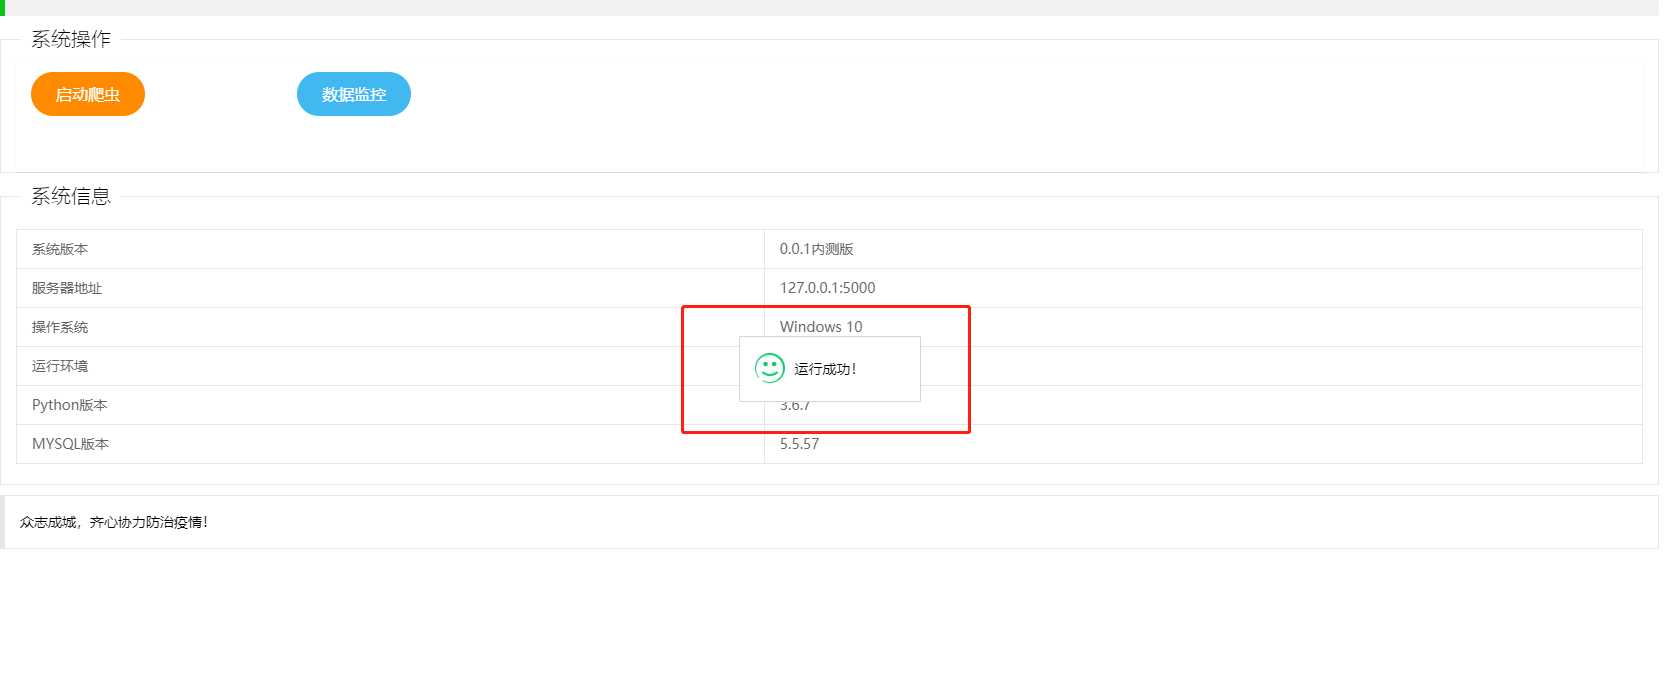 系统操作
启动爬虫 数据监控
系统信息
系统版本 0.0.1内测版
服务器地址 127.0.0.1:5000
操作系统 Windows 10
运行环境
运行成功！
Python版本 3.6.7
MYSQL版本 5.5.57
众志成城，齐心协力防治疫情！